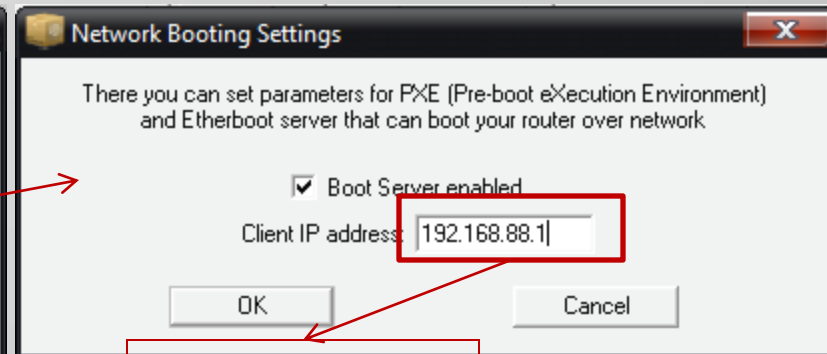 Network Booting Settings
There you can set parameters for PXE (Pre-boot eXecution Environment)
and Etherboot server that can boot your router over network
Boot Server enabled
Client IP address: 192.168.88.1
OK
Cancel